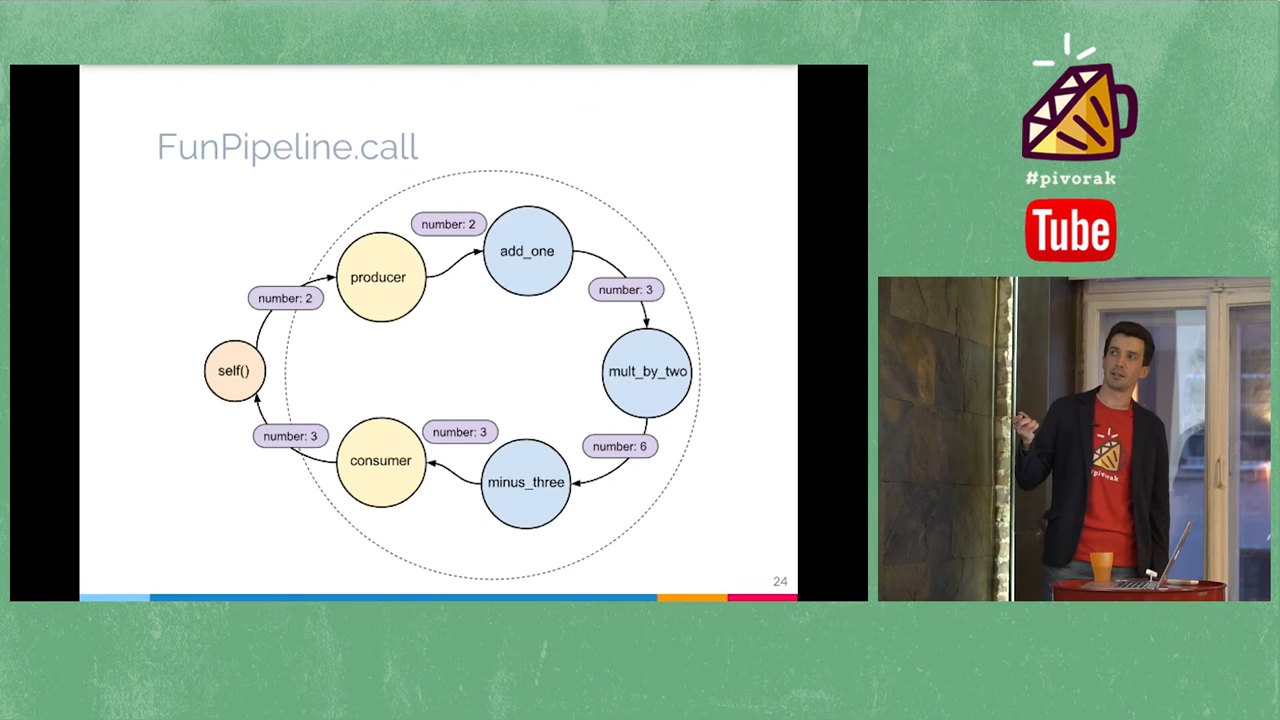 FunPipeline.call
number: 2
add_one
producer
number: 3
number: 2
self()
mult_by_two
number: 3
number: 3
number: 6
consumer
minus_three
24
#pivorak
Tube
#pivorak